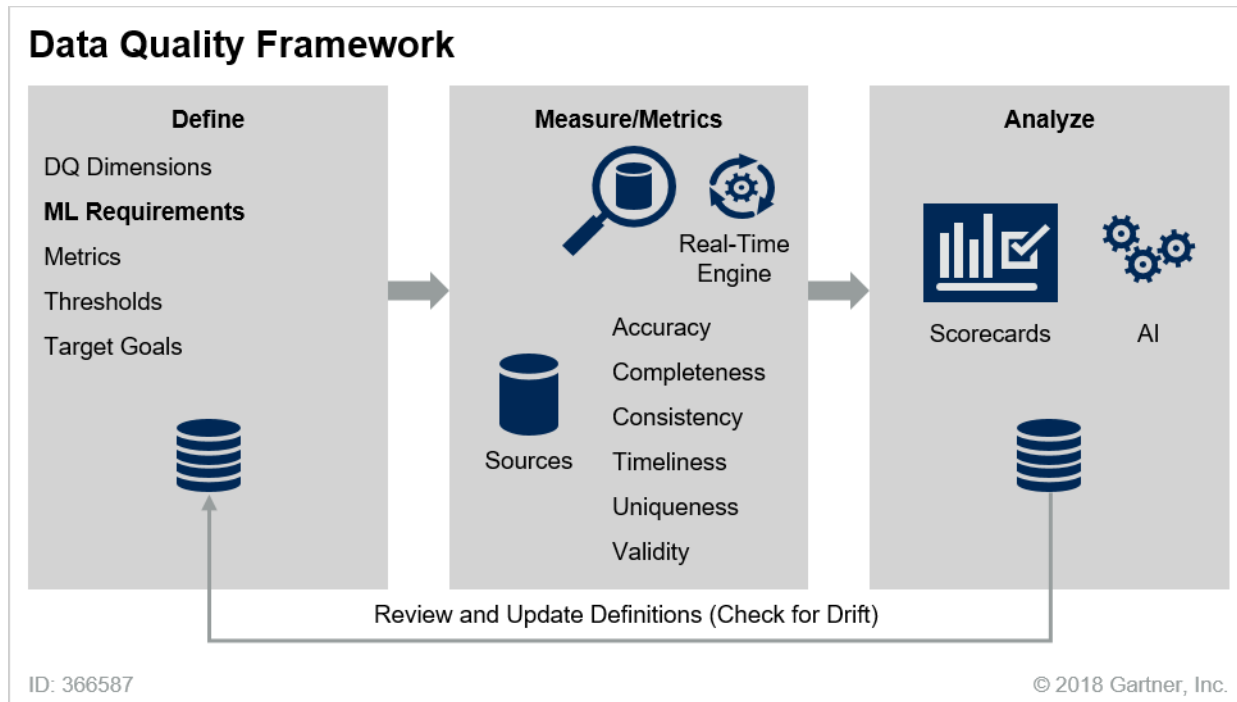 Data Quality Framework
Define
DQ Dimensions
ML Requirements
Metrics
Thresholds
Target Goals
Measure/Metrics
Real-Time
Engine
Sources
Accuracy
Completeness
Consistency
Timeliness
Uniqueness
Validity
Analyze
Scorecards
AI
Review and Update Definitions (Check for Drift)
ID: 366587
© 2018 Gartner, Inc.